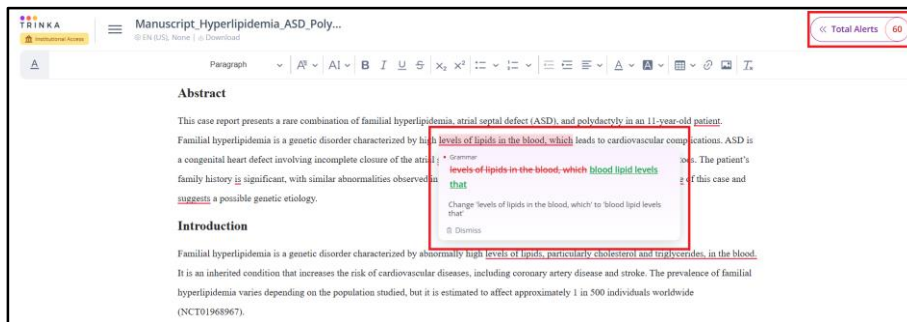 TRINKA
Institutional Access
Manuscript_Hyperlipidemia_ASD_Poly...
EN (US), None | Download
Total Alerts 60
A
Paragraph
B I U S X₂ X²
Abstract
This case report presents a rare combination of familial hyperlipidemia, atrial septal defect (ASD), and polydactyly in an 11-year-old patient.
Familial hyperlipidemia is a genetic disorder characterized by high levels of lipids in the blood, which leads to cardiovascular complications. ASD is
a congenital heart defect involving incomplete closure of the atrial
toes. The patient's
family history is significant, with similar abnormalities observed in
of this case and
suggests a possible genetic etiology.
Grammar
levels of lipids in the blood, which blood lipid levels
that
Change 'levels of lipids in the blood, which' to 'blood lipid levels
that'
Dismiss
Introduction
Familial hyperlipidemia is a genetic disorder characterized by abnormally high levels of lipids, particularly cholesterol and triglycerides, in the blood.
It is an inherited condition that increases the risk of cardiovascular diseases, including coronary artery disease and stroke. The prevalence of familial
hyperlipidemia varies depending on the population studied, but it is estimated to affect approximately 1 in 500 individuals worldwide
(NCT01968967).